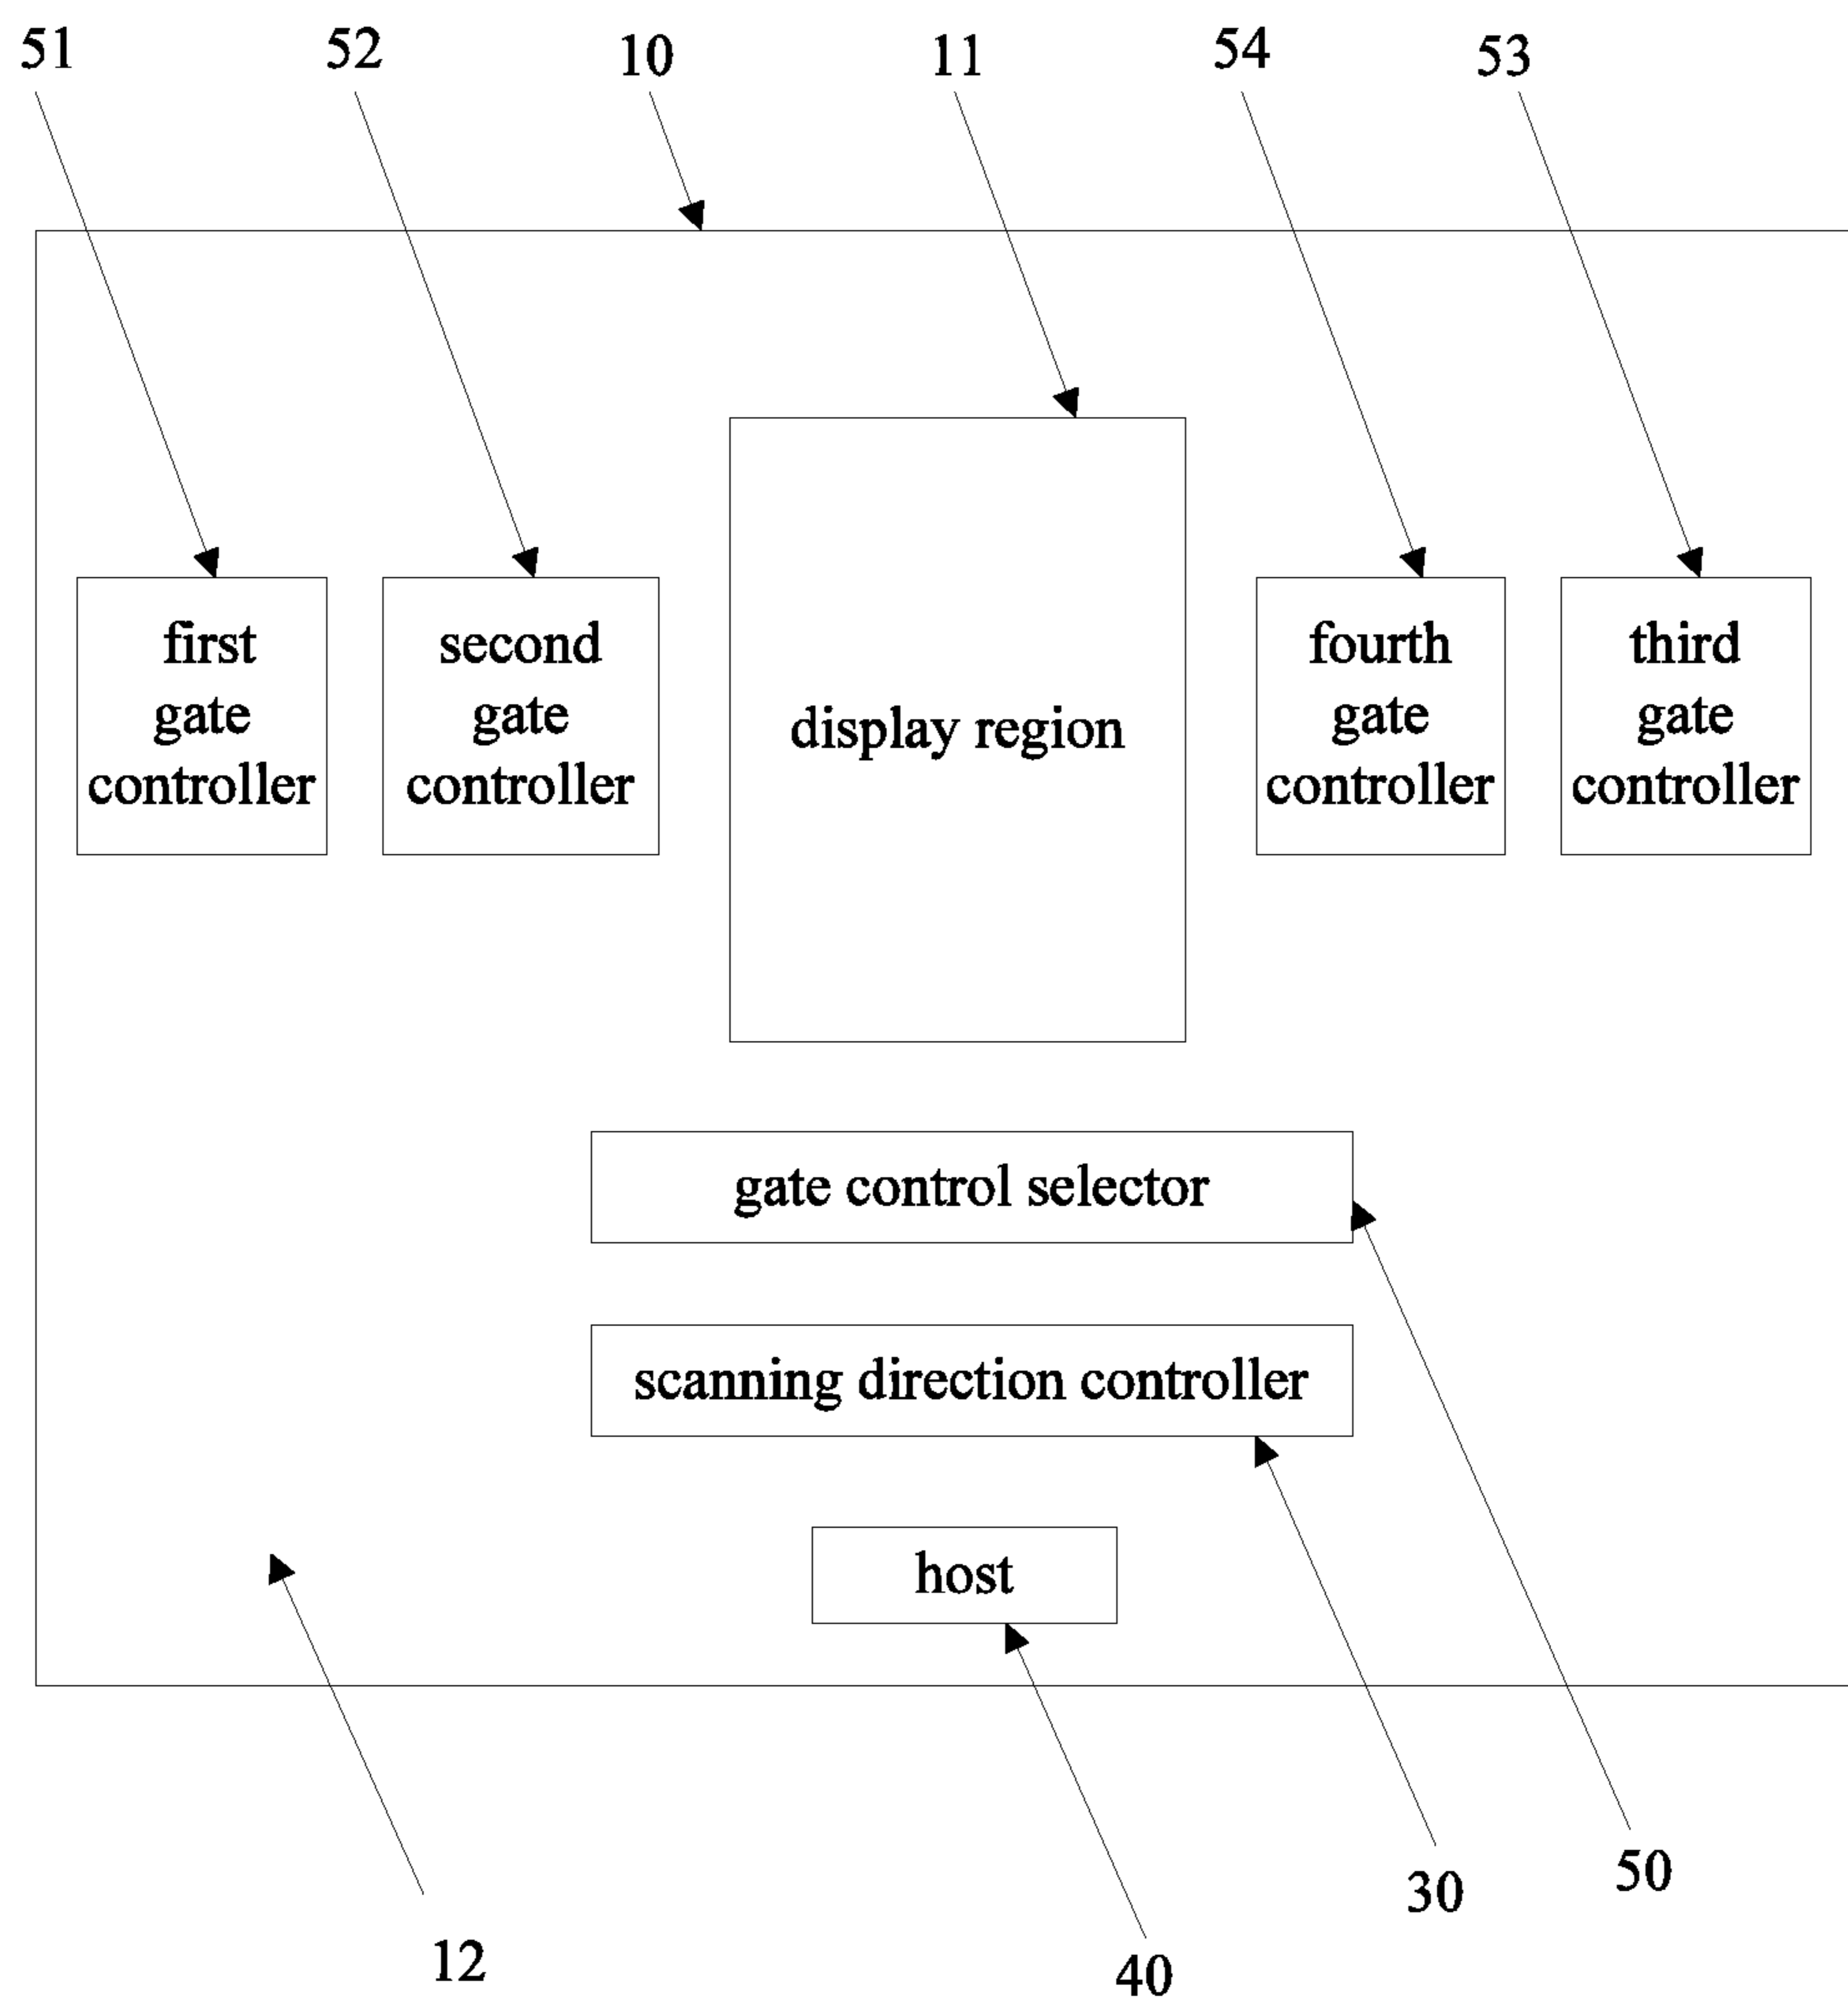 51
52
10
11
54
53
first
gate
controller
second
gate
controller
display region
fourth
gate
controller
third
gate
controller
gate control selector
scanning direction controller
host
50
30
12
40